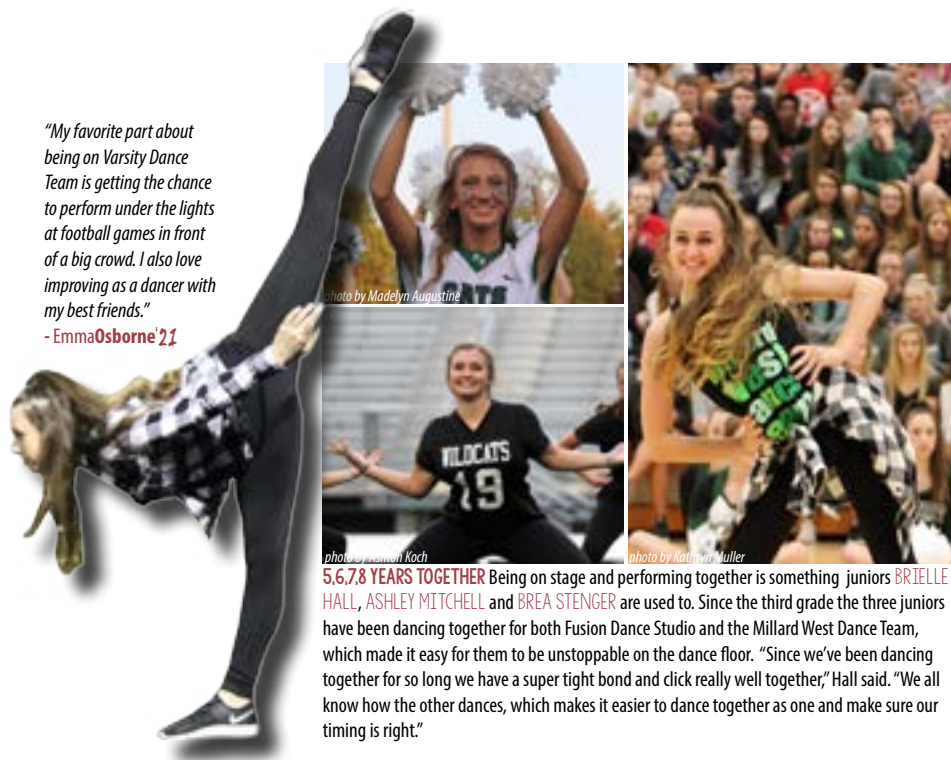 “My favorite part about
being on Varsity Dance
Team is getting the chance
to perform under the lights
at football games in front
of a big crowd. I also love
improving as a dancer with
my best friends.”
- EmmaOsborne'21
photo by Madelyn Augustine
WILDCATS
19
photo by Ashton Koch
photo by Kathryn Muller
5,6,7,8 YEARS TOGETHER Being on stage and performing together is something juniors BRIELLE
HALL, ASHLEY MITCHELL and BREA STENGER are used to. Since the third grade the three juniors
have been dancing together for both Fusion Dance Studio and the Millard West Dance Team,
which made it easy for them to be unstoppable on the dance floor. “Since we’ve been dancing
together for so long we have a super tight bond and click really well together,” Hall said. “We all
know how the other dances, which makes it easier to dance together as one and make sure our
timing is right.”